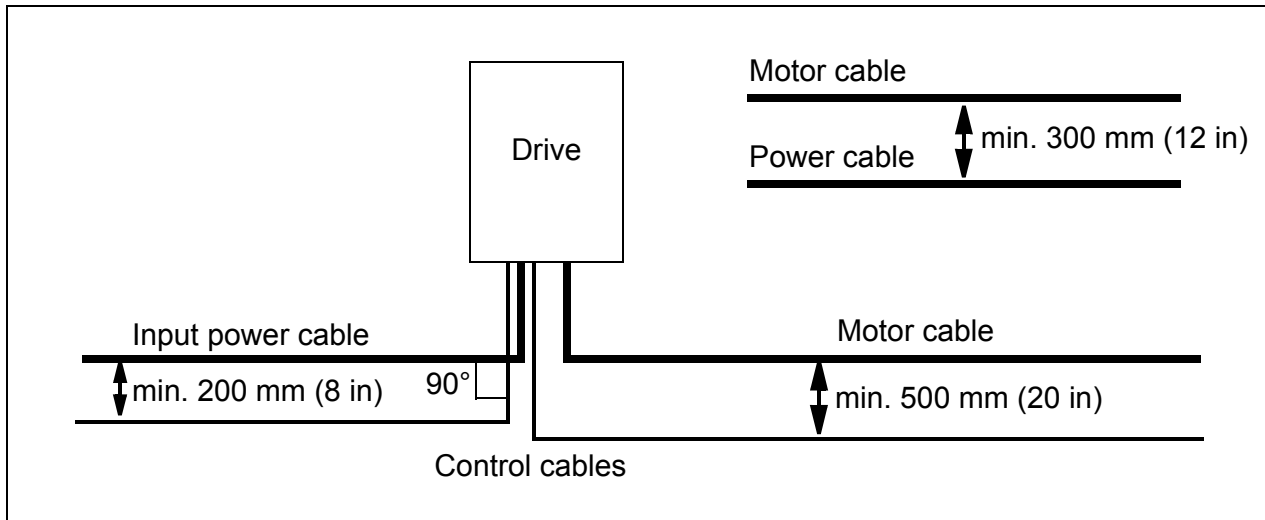 Motor cable
Drive
min. 300 mm (12 in)
Power cable
Input power cable
Motor cable
min. 200 mm (8 in)
90°
min. 500 mm (20 in)
Control cables